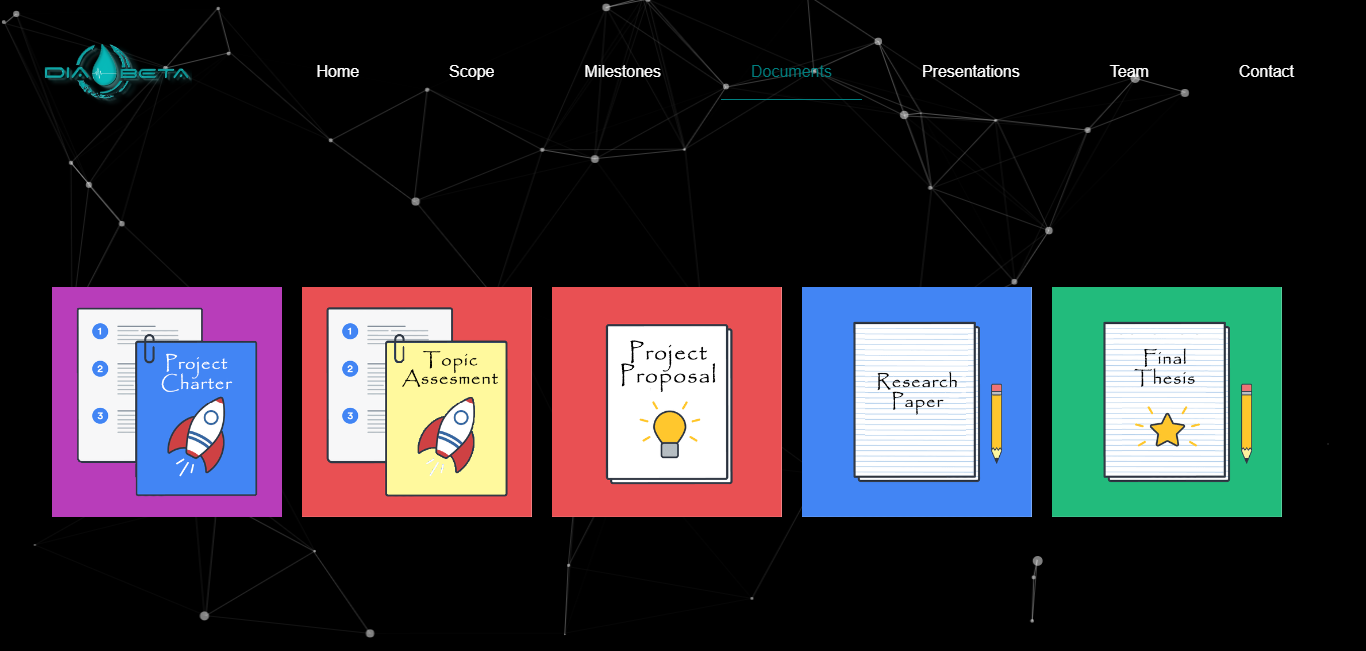 DIA BETA
Home
Scope
Milestones
Documents
Presentations
Team
Contact
1
2
3
Project
Charter
1
2
3
Topic
Assesment
Project
Proposal
Research
Paper
Final
Thesis